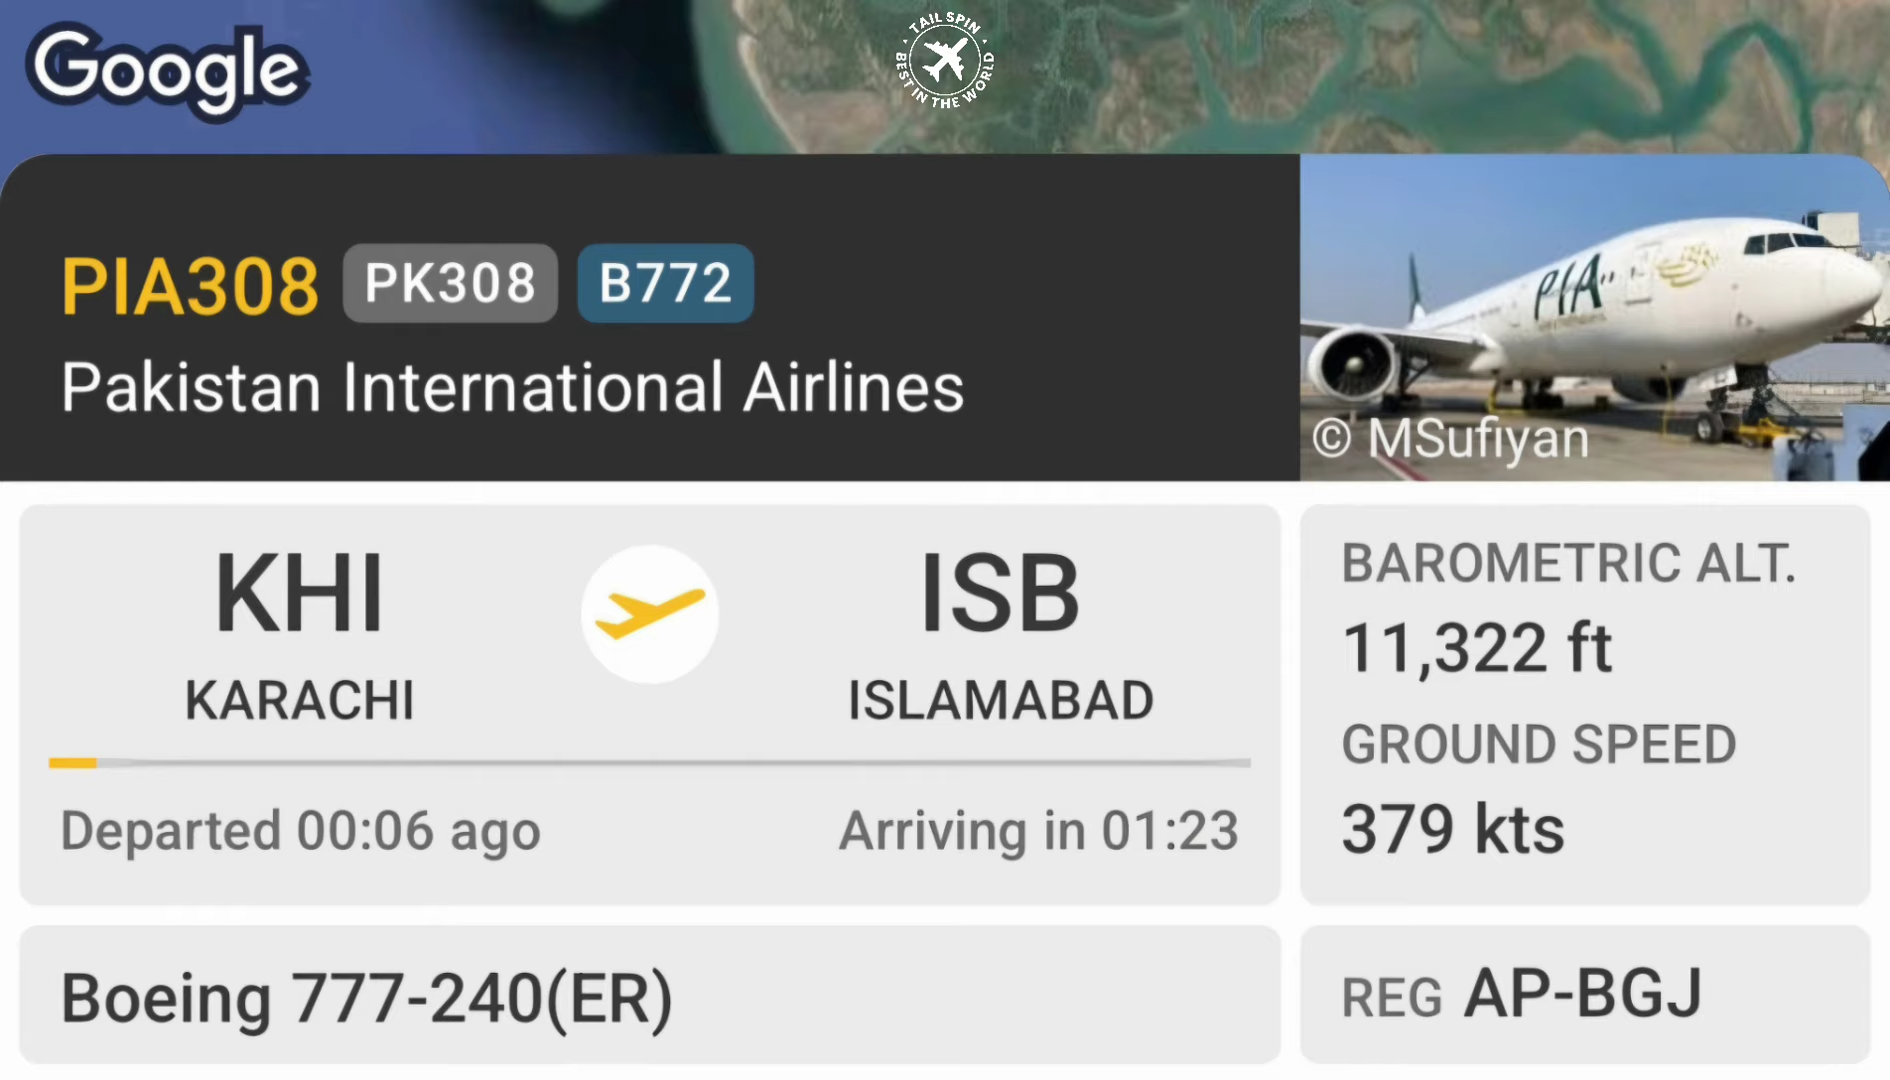 Google
TAIL SPIN
BEST IN THE WORLD
PIA308 PK308 B772
Pakistan International Airlines
PIA
© MSufiyan
KHI
KARACHI
ISB
ISLAMABAD
Departed 00:06 ago
Arriving in 01:23
BAROMETRIC ALT.
11,322 ft
GROUND SPEED
379 kts
Boeing 777-240(ER)
REG AP-BGJ